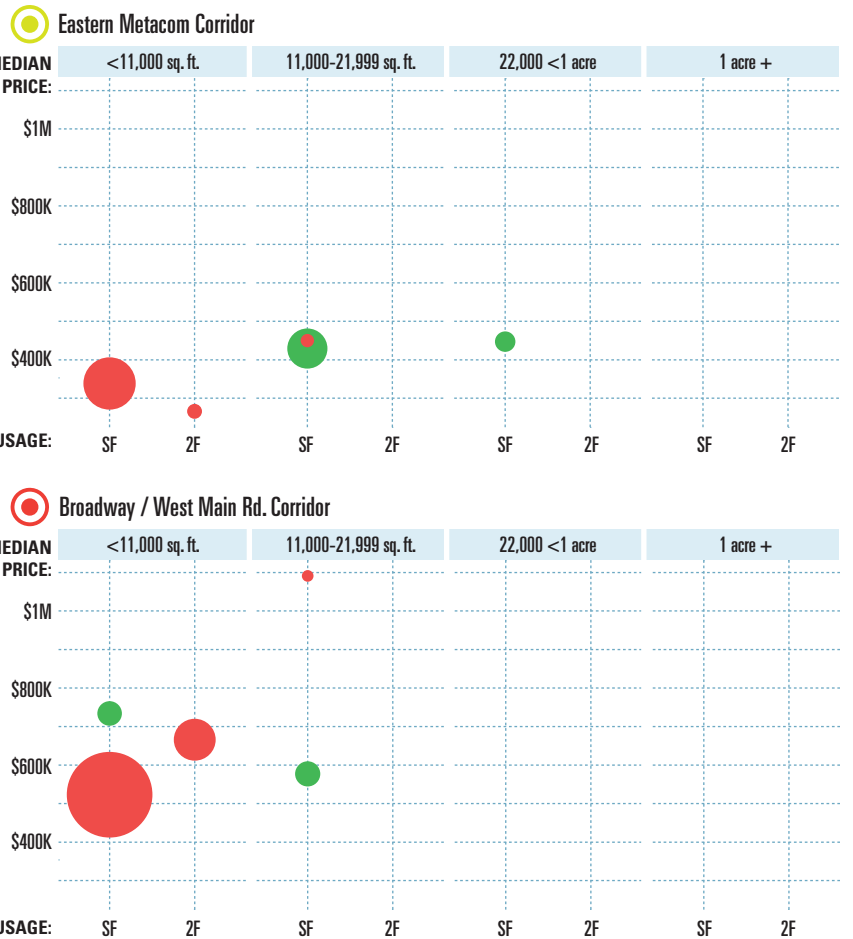 Eastern Metacom Corridor
MEDIAN PRICE:
<11,000 sq. ft. 11,000-21,999 sq. ft. 22,000 <1 acre 1 acre +
$1M
$800K
$600K
$400K
USAGE: SF 2F SF 2F SF 2F SF 2F
Broadway / West Main Rd. Corridor
MEDIAN PRICE:
<11,000 sq. ft. 11,000-21,999 sq. ft. 22,000 <1 acre 1 acre +
$1M
$800K
$600K
$400K
USAGE: SF 2F SF 2F SF 2F SF 2F